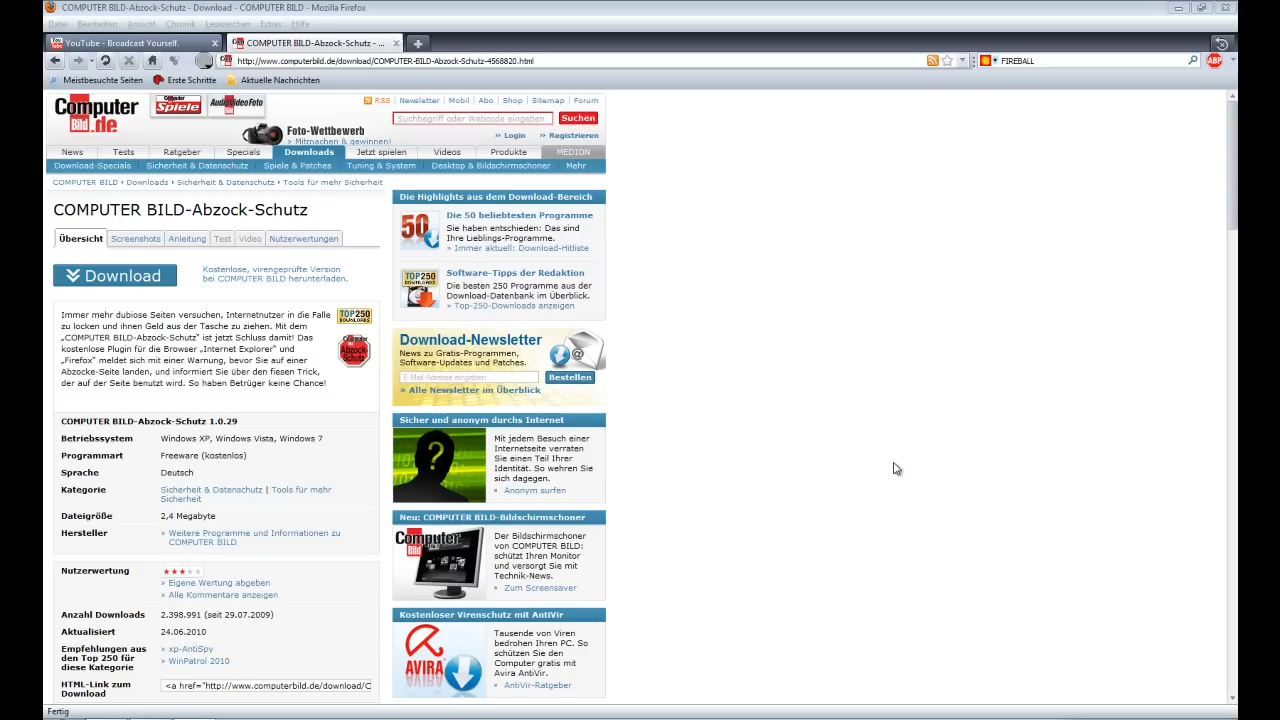 COMPUTER BILD-Abzock-Schutz - Download - COMPUTER BILD - Mozilla Firefox
Datei Bearbeiten Ansicht Chronik Lesezeichen Extras Hilfe
YouTube - Broadcast Yourself.
COMPUTER BILD-Abzock-Schutz - ...
http://www.computerbild.de/download/COMPUTER-BILD-Abzock-Schutz-4568820.html
FIREBALL
ABP
Meistbesuchte Seiten Erste Schritte Aktuelle Nachrichten
Computer
Bild.de
Computer
Spiele
AudioVideoFoto
RSS Newsletter Mobil Abo Shop Sitemap Forum
Suchbegriff oder Webcode eingeben Suchen
Foto-Wettbewerb
» Mitmachen & gewinnen!
» Login » Registrieren
News Tests Ratgeber Specials Downloads Jetzt spielen Videos Produkte MEDION
Download-Specials Sicherheit & Datenschutz Spiele & Patches Tuning & System Desktop & Bildschirmschoner Mehr
COMPUTER BILD Downloads Sicherheit & Datenschutz Tools für mehr Sicherheit
COMPUTER BILD-Abzock-Schutz
Übersicht Screenshots Anleitung Test Video Nutzerwertungen
Download
Kostenlose, virengeprüfte Version
bei COMPUTER BILD herunterladen.
Immer mehr dubiose Seiten versuchen, Internetnutzer in die Falle
zu locken und ihnen Geld aus der Tasche zu ziehen. Mit dem
„COMPUTER BILD-Abzock-Schutz“ ist jetzt Schluss damit! Das
kostenlose Plugin für die Browser „Internet Explorer“ und
„Firefox“ meldet sich mit einer Warnung, bevor Sie auf einer
Abzocke-Seite landen, und informiert Sie über den fiesen Trick,
der auf der Seite benutzt wird. So haben Betrüger keine Chance!
TOP250
DOWNLOADS
Computer
Abzock-
Schutz
COMPUTER BILD-Abzock-Schutz 1.0.29
Betriebssystem Windows XP, Windows Vista, Windows 7
Programmart Freeware (kostenlos)
Sprache Deutsch
Kategorie Sicherheit & Datenschutz | Tools für mehr
Sicherheit
Dateigröße 2,4 Megabyte
Hersteller » Weitere Programme und Informationen zu
COMPUTER BILD
Nutzerwertung
» Eigene Wertung abgeben
» Alle Kommentare anzeigen
Anzahl Downloads 2.398.991 (seit 29.07.2009)
Aktualisiert 24.06.2010
Empfehlungen aus
den Top 250 für
diese Kategorie
» xp-AntiSpy
» WinPatrol 2010
HTML-Link zum
Download
<a href="http://www.computerbild.de/download/C
Die Highlights aus dem Download-Bereich
50
Die 50 beliebtesten Programme
Sie haben entschieden: Das sind
Ihre Lieblings-Programme.
» Immer aktuell: Download-Hitliste
TOP250
DOWNLOADS
Software-Tipps der Redaktion
Die besten 250 Programme aus der
Download-Datenbank im Überblick.
» Top-250-Downloads anzeigen
Download-Newsletter
News zu Gratis-Programmen,
Software-Updates und Patches.
E-Mail-Adresse eingeben Bestellen
» Alle Newsletter im Überblick
@
Sicher und anonym durchs Internet
?
Mit jedem Besuch einer
Internetseite verraten
Sie einen Teil Ihrer
Identität. So wehren Sie
sich dagegen.
Anonym surfen
Neu: COMPUTER BILD-Bildschirmschoner
Computer
Der Bildschirmschoner
von COMPUTER BILD:
schützt Ihren Monitor
und versorgt Sie mit
Technik-News.
Zum Screensaver
Kostenloser Virenschutz mit AntiVir
AVIRA
Tausende von Viren
bedrohen Ihren PC. So
schützen Sie den
Computer gratis mit
Avira AntiVir.
AntiVir-Ratgeber
Fertig